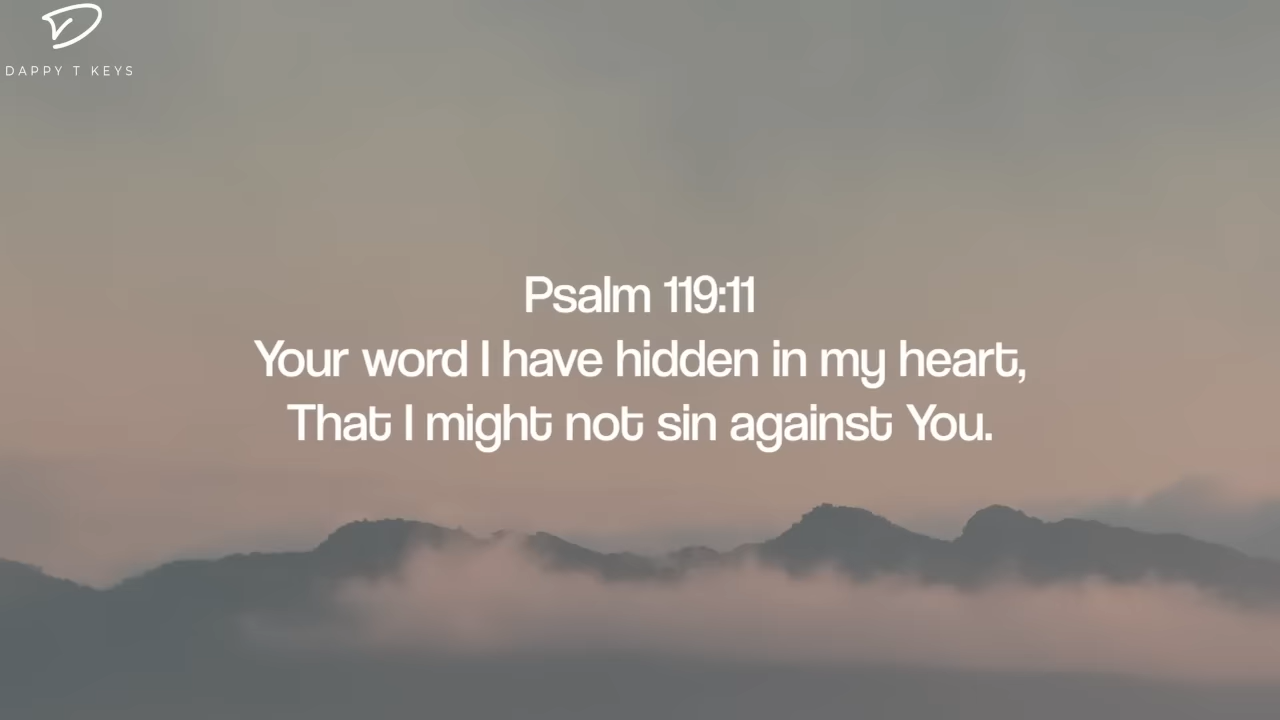 DAPPY T KEYS
Psalm 119:11
Your word I have hidden in my heart,
That I might not sin against You.